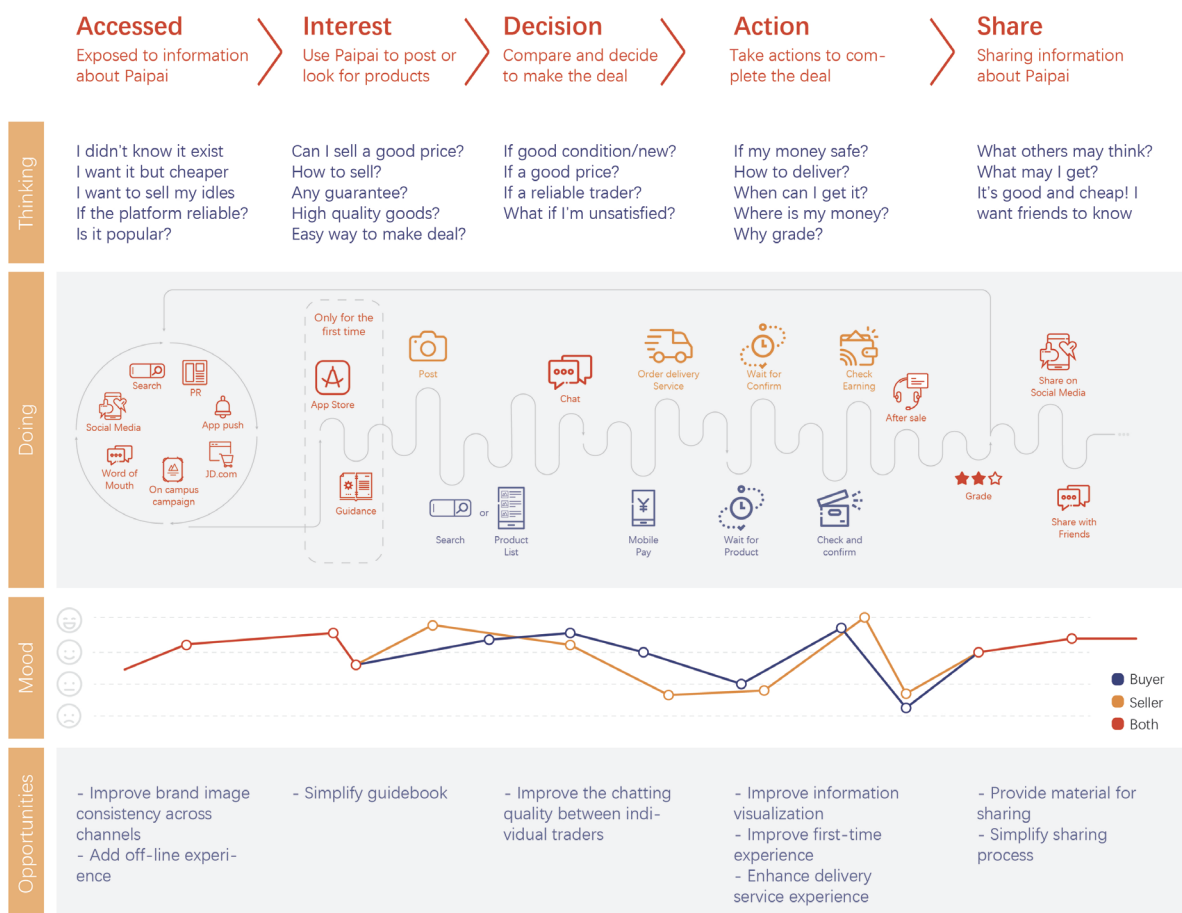 Accessed
Exposed to information
about Paipai
Interest
Use Paipai to post or
look for products
Decision
Compare and decide
to make the deal
Action
Take actions to com-
plete the deal
Share
Sharing information
about Paipai
Thinking
I didn't know it exist
I want it but cheaper
I want to sell my idles
If the platform reliable?
Is it popular?
Can I sell a good price?
How to sell?
Any guarantee?
High quality goods?
Easy way to make deal?
If good condition/new?
If a good price?
If a reliable trader?
What if I'm unsatisfied?
If my money safe?
How to deliver?
When can I get it?
Where is my money?
Why grade?
What others may think?
What may I get?
It's good and cheap! I
want friends to know
Doing
Search
PR
Social Media
App push
Word of
Mouth
On campus
campaign
JD.com
Only for the
first time
App Store
Guidance
Post
Search
or
Product
List
Chat
Order delivery
Service
Mobile
Pay
¥
Wait for
Confirm
Wait for
Product
Check
Earning
Check and
confirm
After sale
Grade
Share on
Social Media
Share with
Friends
Mood
Buyer
Seller
Both
Opportunities
- Improve brand image
consistency across
channels
- Add off-line experi-
ence
- Simplify guidebook
- Improve the chatting
quality between indi-
vidual traders
- Improve information
visualization
- Improve first-time
experience
- Enhance delivery
service experience
- Provide material for
sharing
- Simplify sharing
process